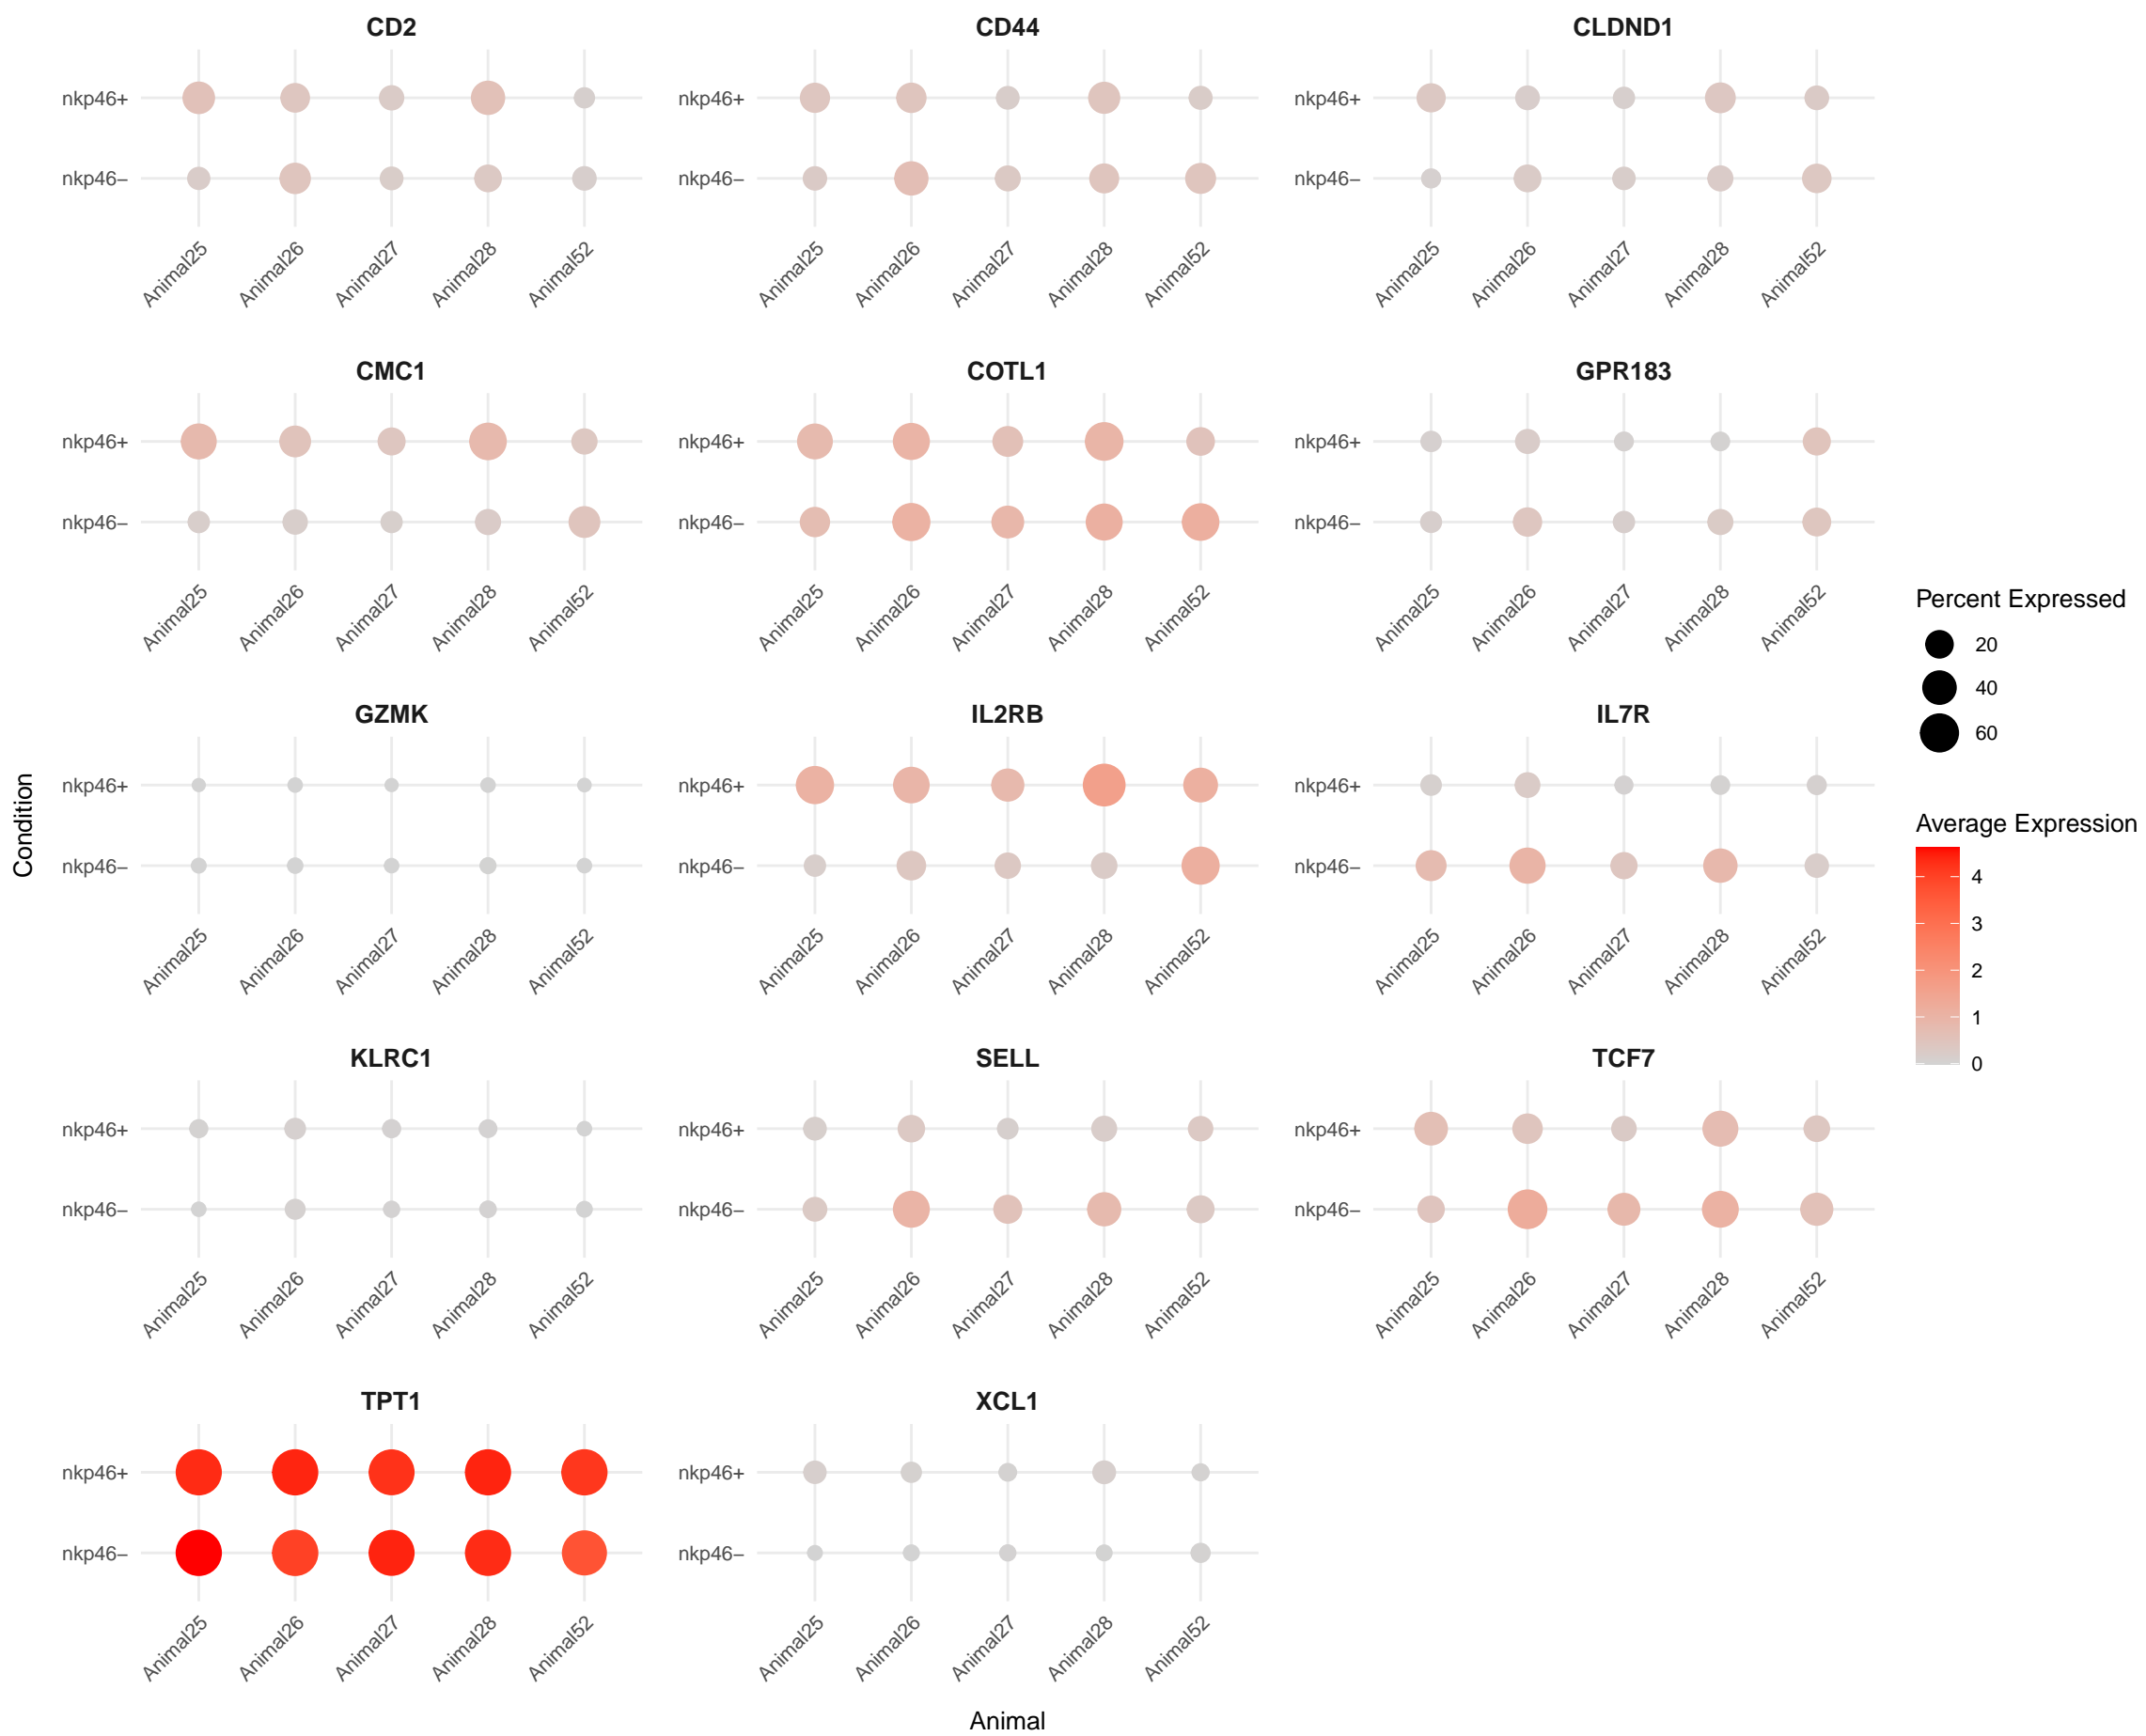 CD2
CD44
CLDND1
nkp46+
nkp46+
nkp46+
nkp46−
nkp46−
nkp46−
Animal25 Animal26 Animal27 Animal28 Animal52
Animal25 Animal26 Animal27 Animal28 Animal52
Animal25 Animal26 Animal27 Animal28 Animal52
CMC1
COTL1
GPR183
nkp46+
nkp46+
nkp46+
nkp46−
nkp46−
nkp46−
Animal25 Animal26 Animal27 Animal28 Animal52
Animal25 Animal26 Animal27 Animal28 Animal52
Animal25 Animal26 Animal27 Animal28 Animal52
GZMK
IL2RB
IL7R
nkp46+
nkp46+
nkp46+
nkp46−
nkp46−
nkp46−
Animal25 Animal26 Animal27 Animal28 Animal52
Animal25 Animal26 Animal27 Animal28 Animal52
Animal25 Animal26 Animal27 Animal28 Animal52
KLRC1
SELL
TCF7
nkp46+
nkp46+
nkp46+
nkp46−
nkp46−
nkp46−
Animal25 Animal26 Animal27 Animal28 Animal52
Animal25 Animal26 Animal27 Animal28 Animal52
Animal25 Animal26 Animal27 Animal28 Animal52
TPT1
XCL1
nkp46+
nkp46+
nkp46−
nkp46−
Animal25 Animal26 Animal27 Animal28 Animal52
Animal25 Animal26 Animal27 Animal28 Animal52
Condition
Animal
Percent Expressed
20
40
60
Average Expression
4
3
2
1
0